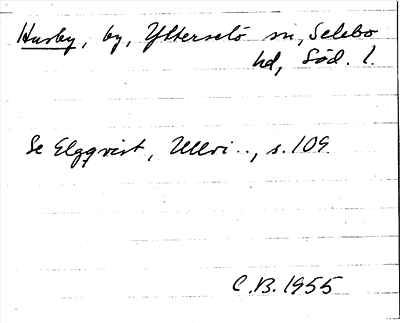 Husby, by, Ytterselö sn, Selebo
hd, Söd. l.
Se Elgqvist, Ullvi.., s. 109.
C.B. 1955